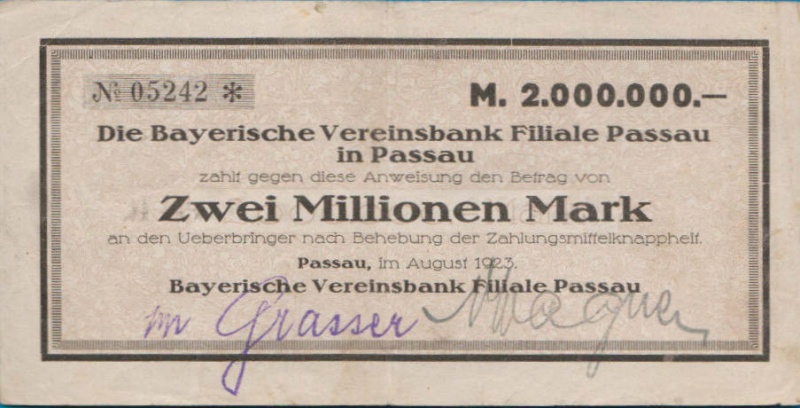 № 05242 *
M. 2.000.000.—
Die Bayerische Vereinsbank Filiale Passau
in Passau
zahlt gegen diese Anweisung den Betrag von
Zwei Millionen Mark
an den Ueberbringer nach Behebung der Zahlungsmittelknappheit.
Passau, im August 1923.
Bayerische Vereinsbank Filiale Passau
Grasser Wagner